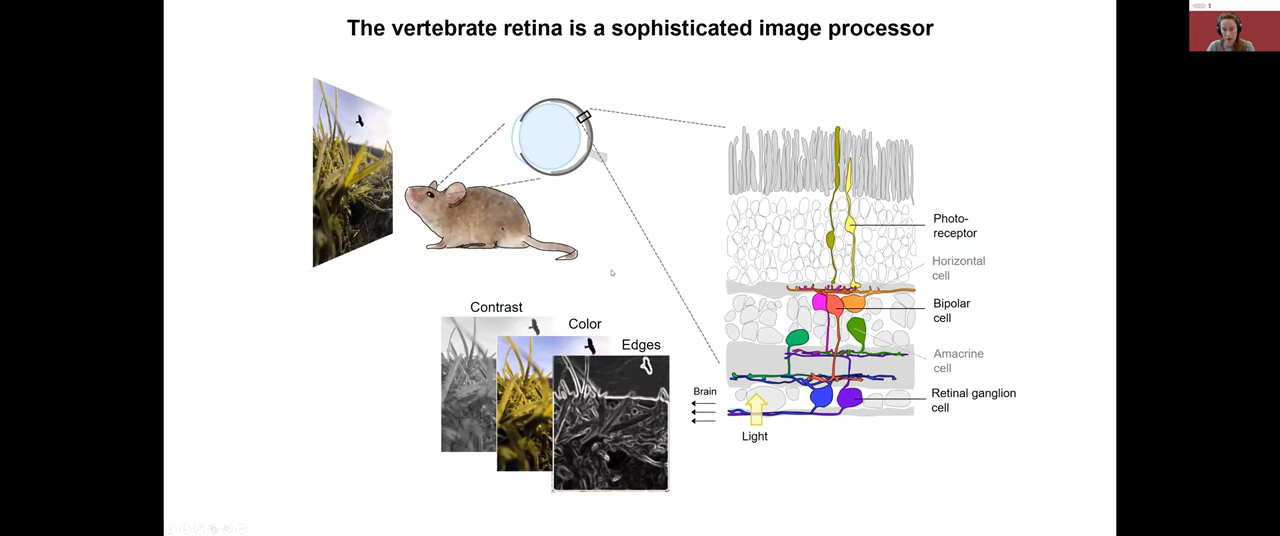 The vertebrate retina is a sophisticated image processor
Photo-
receptor
Horizontal
cell
Bipolar
cell
Amacrine
cell
Retinal ganglion
cell
Contrast
Color
Edges
Brain
Light